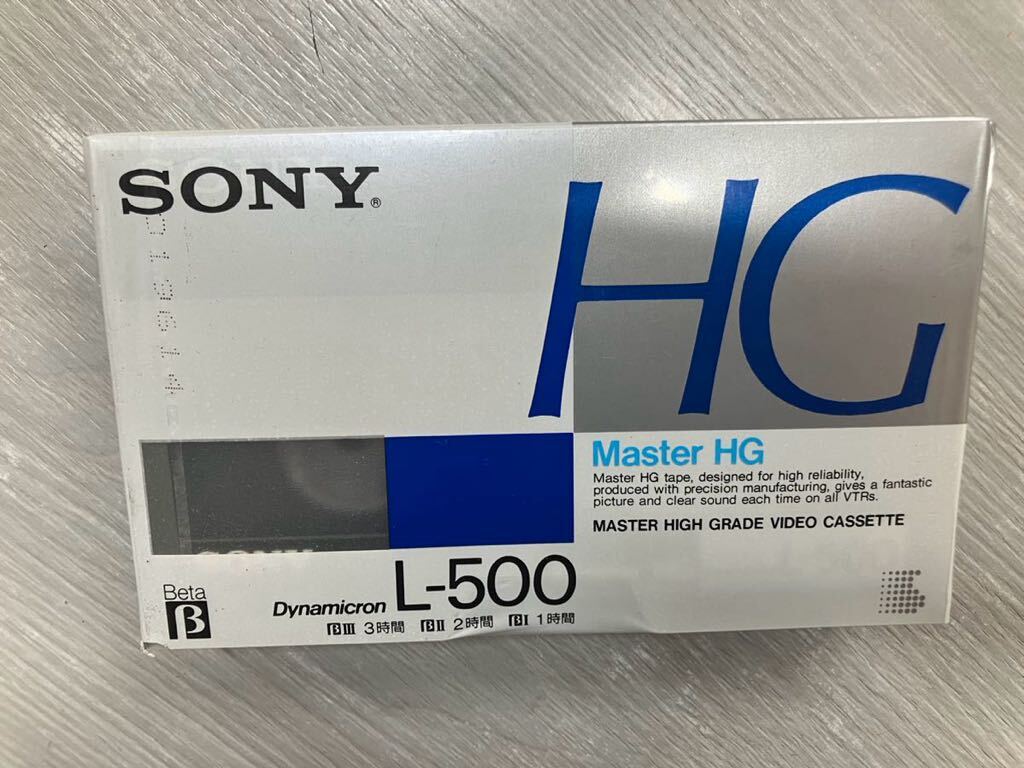 SONY®
HG
Master HG
Master HG tape, designed for high reliability,
produced with precision manufacturing, gives a fantastic
picture and clear sound each time on all VTRs.
MASTER HIGH GRADE VIDEO CASSETTE
Beta
β
Dynamicron L-500
βIII 3時間 βII 2時間 βI 1時間